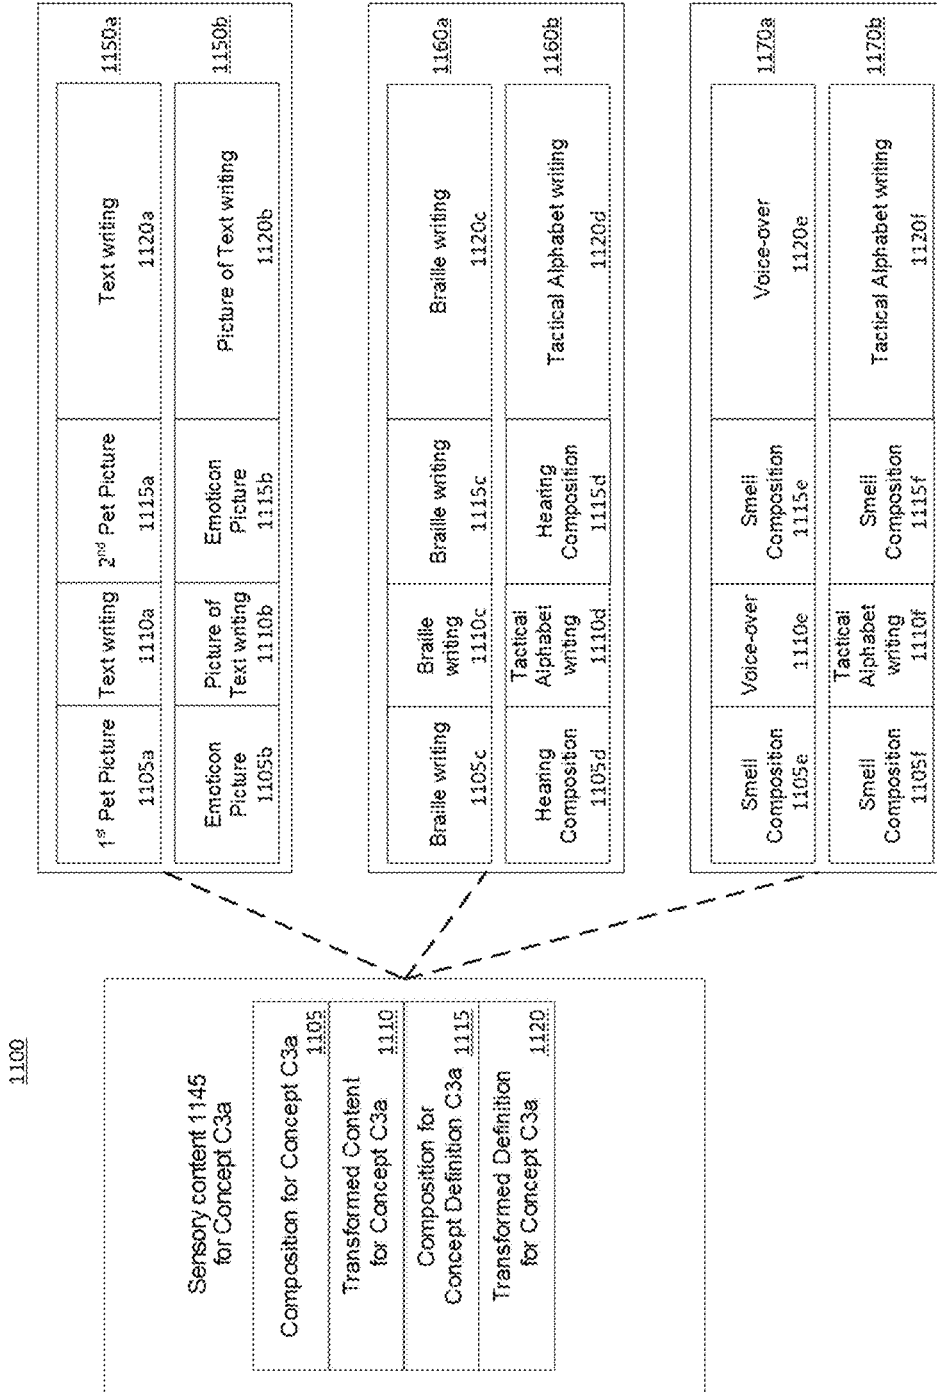 1100
Sensory content 1145
for Concept C3a
Composition for Concept C3a
1105
Transformed Content
for Concept C3a
1110
Composition for
Concept Definition C3a
1115
Transformed Definition
for Concept C3a
1120
1st Pet Picture
1105a
Text writing
1110a
2nd Pet Picture
1115a
Text writing
1120a
1150a
Emoticon
Picture
1105b
Picture of
Text writing
1110b
Emoticon
Picture
1115b
Picture of Text writing
1120b
1150b
Braille writing
1105c
Braille
writing
1110c
Braille writing
1115c
Braille writing
1120c
1160a
Hearing
Composition
1105d
Tactical
Alphabet
writing
1110d
Hearing
Composition
1115d
Tactical Alphabet writing
1120d
1160b
Smell
Composition
1105e
Voice-over
1110e
Smell
Composition
1115e
Voice-over
1120e
1170a
Smell
Composition
1105f
Tactical
Alphabet
writing
1110f
Smell
Composition
1115f
Tactical Alphabet writing
1120f
1170b